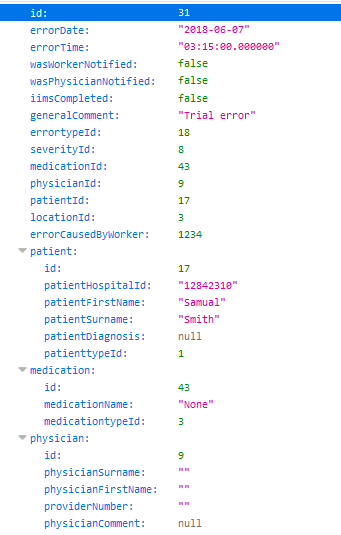 id: 31
errorDate: "2018-06-07"
errorTime: "03:15:00.000000"
wasWorkerNotified: false
wasPhysicianNotified: false
iimsCompleted: false
generalComment: "Trial error"
errortypeId: 18
severityId: 8
medicationId: 43
physicianId: 9
patientId: 17
locationId: 3
errorCausedByWorker: 1234
patient:
id: 17
patientHospitalId: "12842310"
patientFirstName: "Samual"
patientSurname: "Smith"
patientDiagnosis: null
patienttypeId: 1
medication:
id: 43
medicationName: "None"
medicationtypeId: 3
physician:
id: 9
physicianSurname: ""
physicianFirstName: ""
providerNumber: ""
physicianComment: null